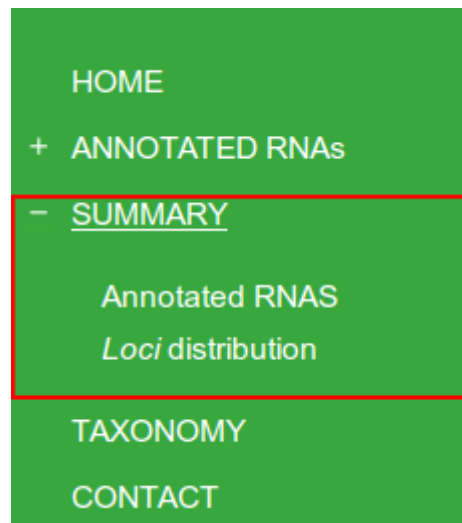 HOME
+ ANNOTATED RNAs
− SUMMARY
Annotated RNAS
Loci distribution
TAXONOMY
CONTACT